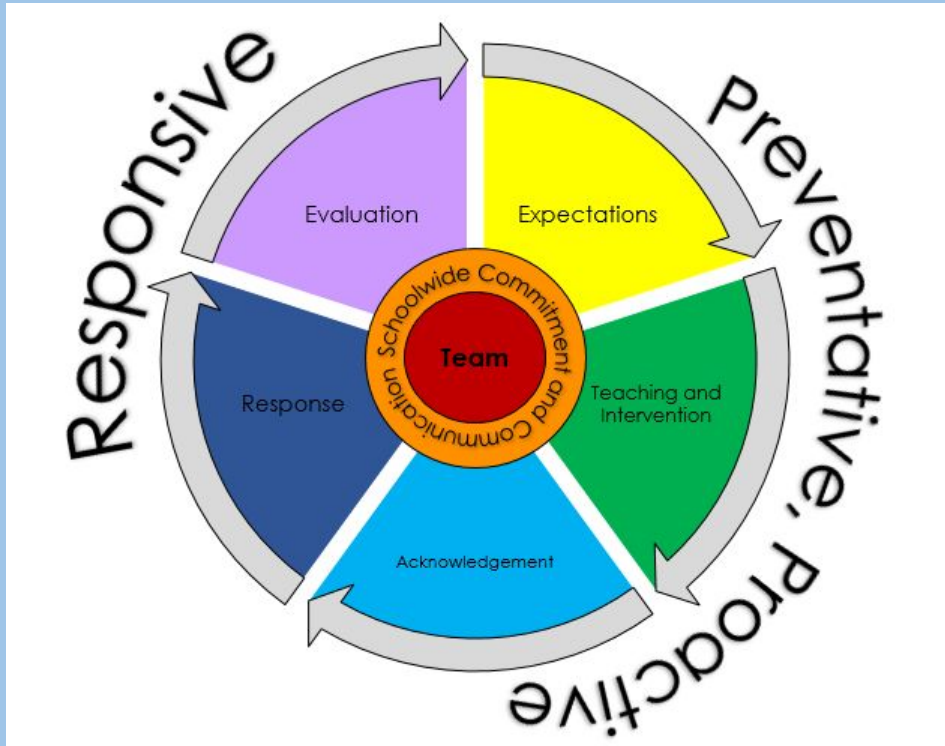 Responsive
Preventative, Proactive
Evaluation
Expectations
Schoolwide Commitment and Communication
Team
Response
Teaching and
Intervention
Acknowledgement